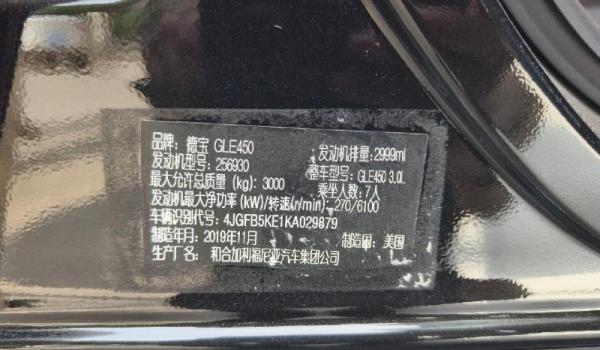 品牌: 德宝 GLE450 发动机排量: 2999ml
发动机型号: 256930 整车型号: GLE450 3.0L
最大允许总质量 (kg): 3000 乘坐人数: 7人
发动机最大净功率 (kW)/转速(r/min): 270/6100
车辆识别代号: 4JGFB5KE1KA029879
制造年月: 2019年11月 制造国: 美国
生产厂名: 和合加利福尼亚汽车集团公司